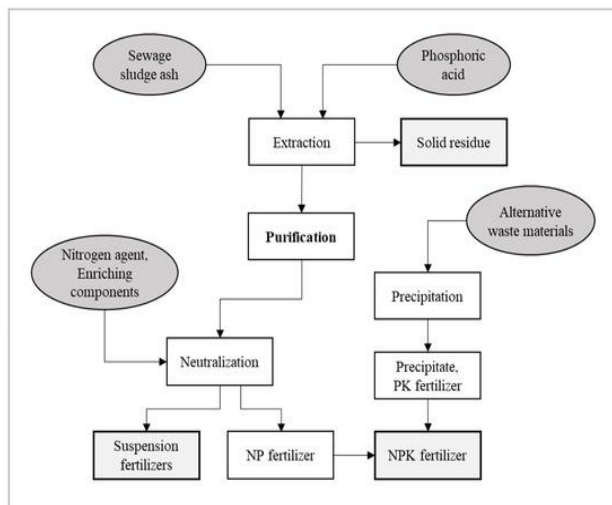 Sewage
sludge ash
Phosphoric
acid
Extraction
Solid residue
Purification
Alternative
waste materials
Nitrogen agent,
Enriching
components
Precipitation
Neutralization
Precipitate,
PK fertilizer
Suspension
fertilizers
NP fertilizer
NPK fertilizer